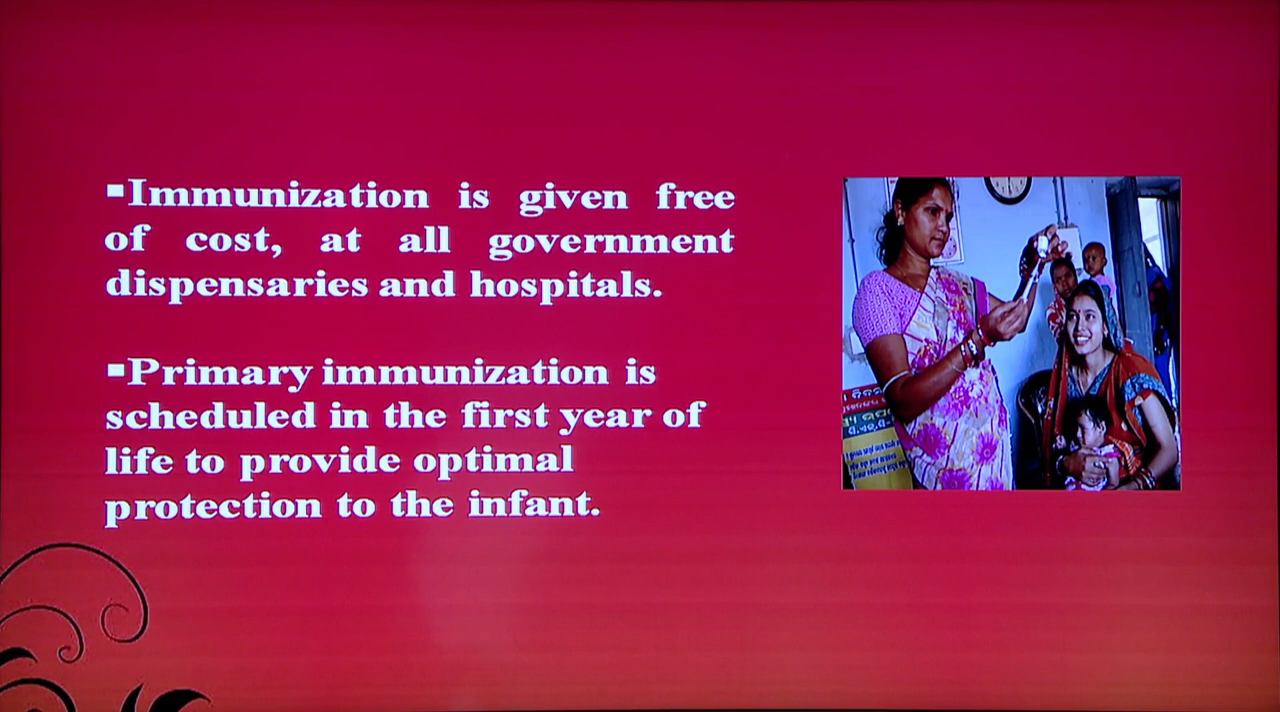 ▪Immunization is given free
of cost, at all government
dispensaries and hospitals.
▪Primary immunization is
scheduled in the first year of
life to provide optimal
protection to the infant.